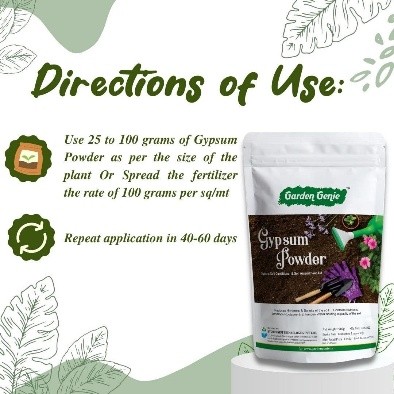 Directions of Use:
Use 25 to 100 grams of Gypsum
Powder as per the size of the
plant Or Spread the fertilizer
the rate of 100 grams per sq/mt
Repeat application in 40-60 days
Garden Genie
Gypsum
Powder